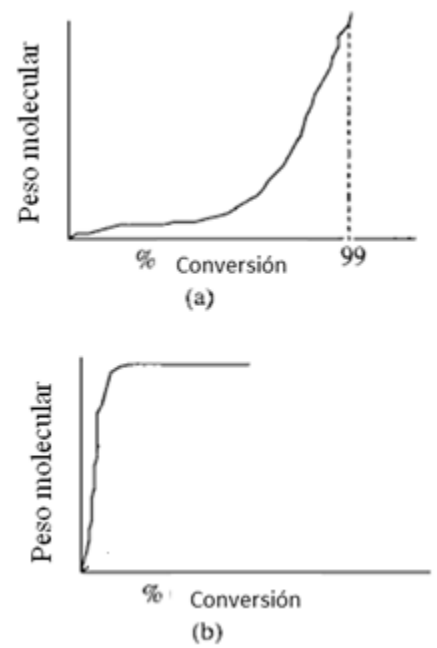 Peso molecular
99
% Conversión
(a)
Peso molecular
% Conversión
(b)